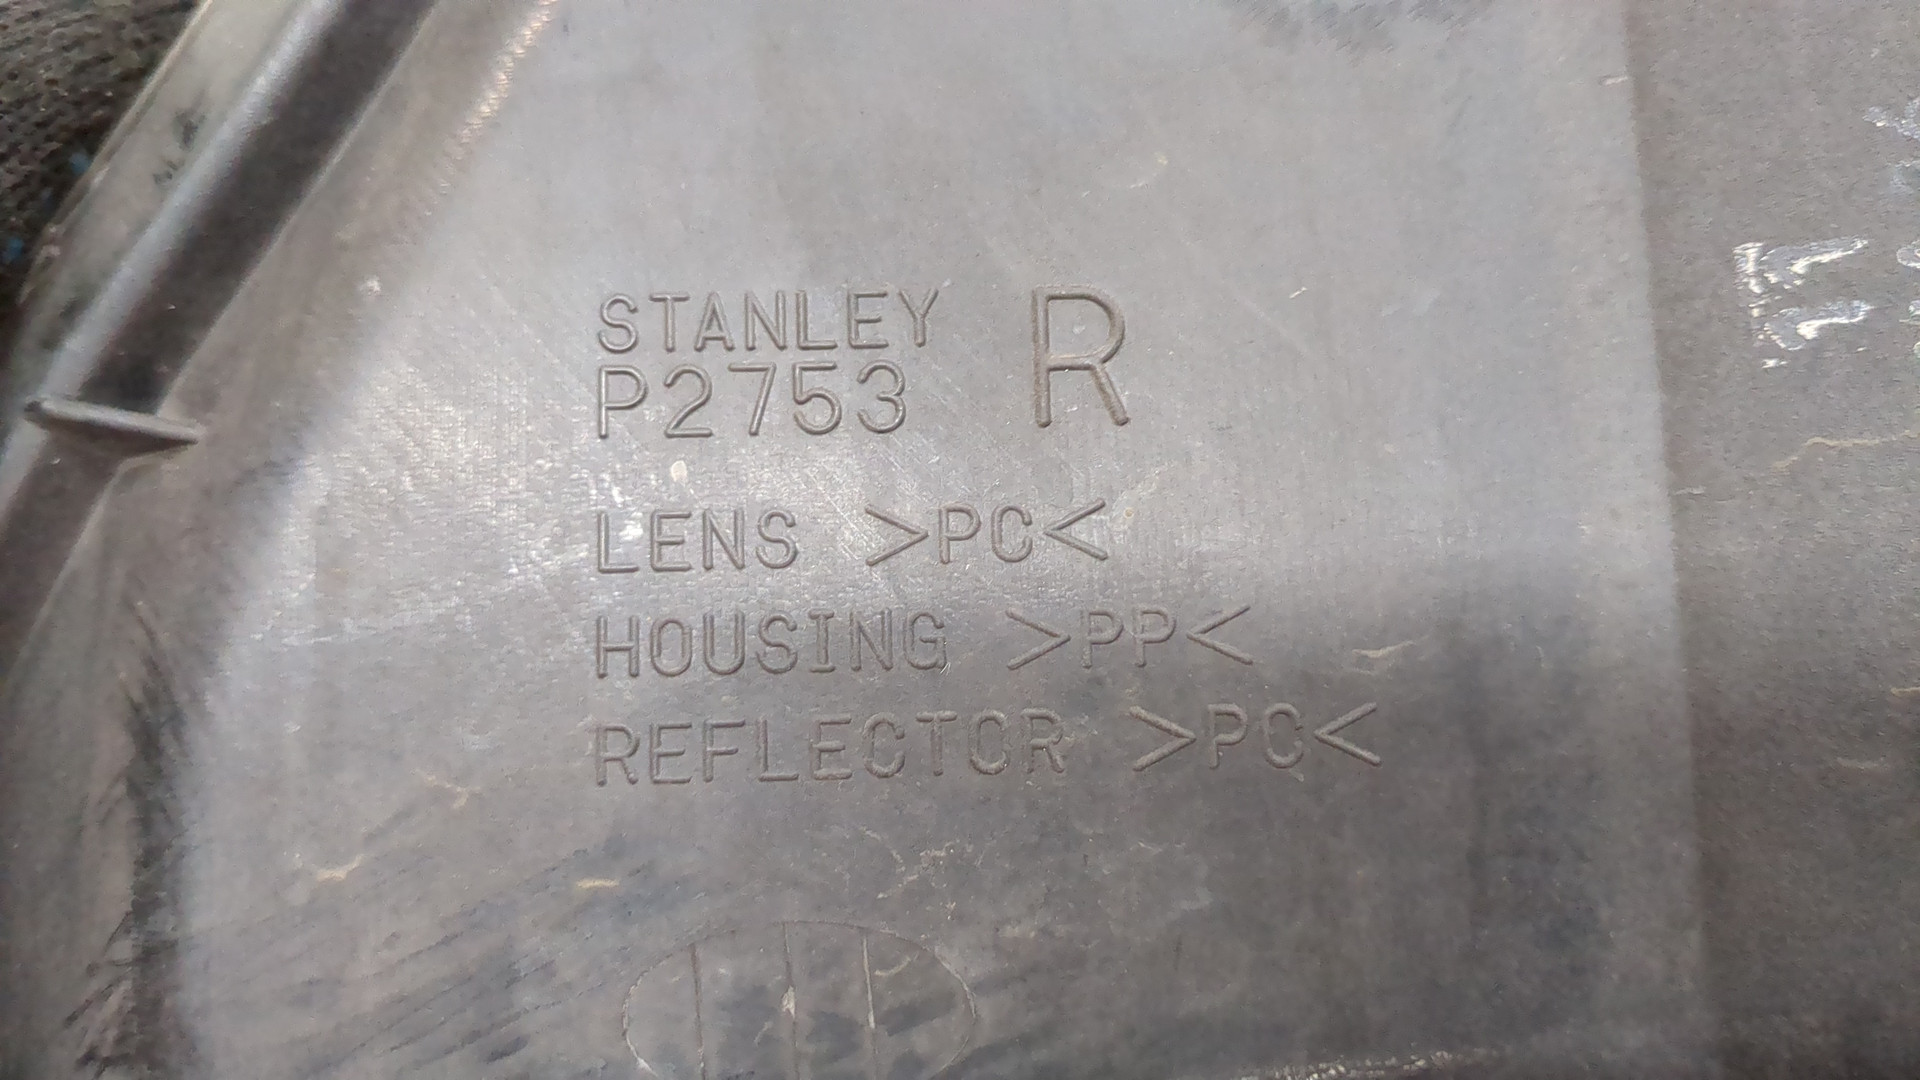 STANLEY R
P2753
LENS >PC<
HOUSING >PP<
REFLECTOR >PC<